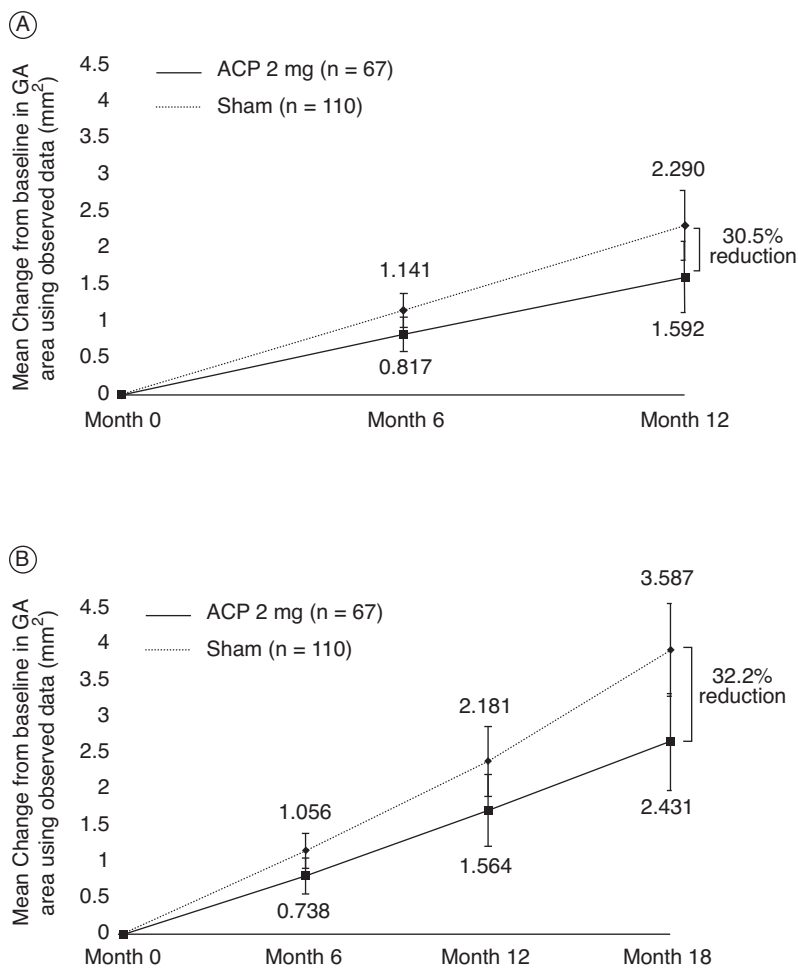 A
Mean Change from baseline in GA
area using observed data (mm²)
4.5
4
3.5
3
2.5
2
1.5
1
0.5
0
ACP 2 mg (n = 67)
Sham (n = 110)
1.141
0.817
2.290
1.592
30.5%
reduction
Month 0
Month 6
Month 12
B
Mean Change from baseline in GA
area using observed data (mm²)
4.5
4
3.5
3
2.5
2
1.5
1
0.5
0
ACP 2 mg (n = 67)
Sham (n = 110)
1.056
0.738
2.181
1.564
3.587
2.431
32.2%
reduction
Month 0
Month 6
Month 12
Month 18